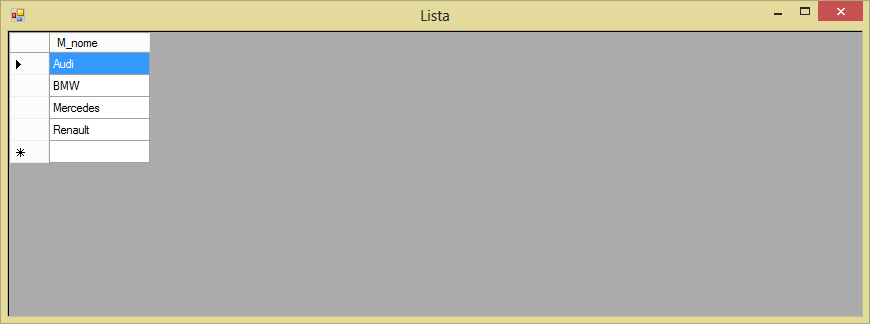 Lista
M_nome
Audi
BMW
Mercedes
Renault